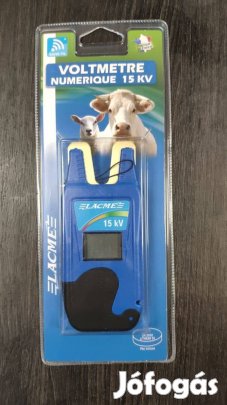 VOLTMETRE
NUMERIQUE 15 KV
LACME
15 kV
LACME
Jófogás